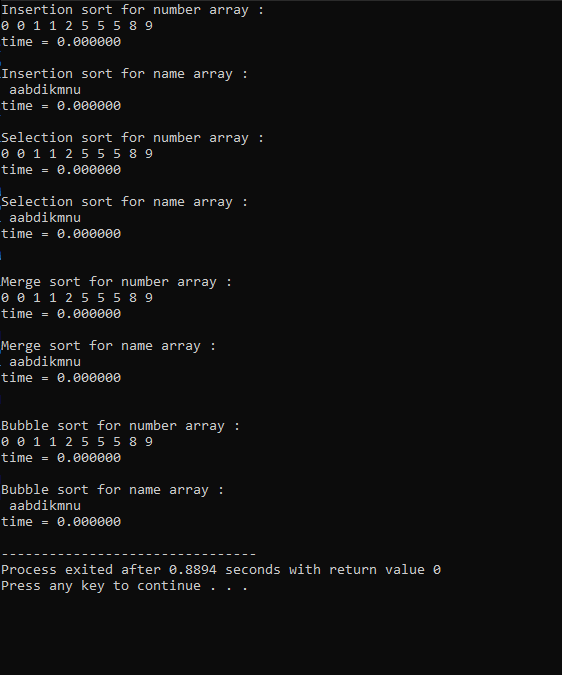 Insertion sort for number array :
0 0 1 1 2 5 5 5 8 9
time = 0.000000
Insertion sort for name array :
 aabdikmnu
time = 0.000000
Selection sort for number array :
0 0 1 1 2 5 5 5 8 9
time = 0.000000
Selection sort for name array :
 aabdikmnu
time = 0.000000
Merge sort for number array :
0 0 1 1 2 5 5 5 8 9
time = 0.000000
Merge sort for name array :
 aabdikmnu
time = 0.000000
Bubble sort for number array :
0 0 1 1 2 5 5 5 8 9
time = 0.000000
Bubble sort for name array :
 aabdikmnu
time = 0.000000
--------------------------------
Process exited after 0.8894 seconds with return value 0
Press any key to continue . . .